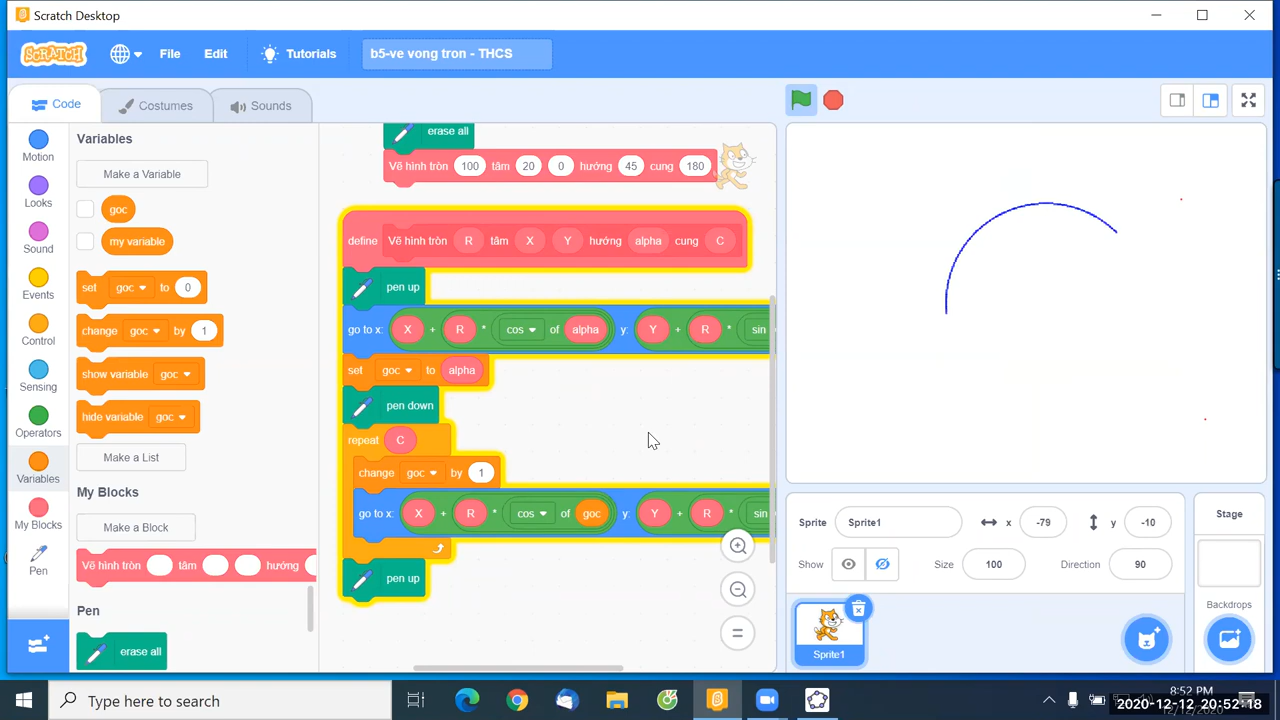 Scratch Desktop
SCRATCH File Edit Tutorials b5-ve vong tron - THCS
Code Costumes Sounds
Motion
Looks
Sound
Events
Control
Sensing
Operators
Variables
My Blocks
Pen
Variables
Make a Variable
goc
my variable
set goc to 0
change goc by 1
show variable goc
hide variable goc
Make a List
My Blocks
Make a Block
Vẽ hình tròn tâm hướng
Pen
erase all
erase all
Vẽ hình tròn 100 tâm 20 0 hướng 45 cung 180
define Vẽ hình tròn R tâm X Y hướng alpha cung C
pen up
go to x: X + R * cos of alpha y: Y + R * sin
set goc to alpha
pen down
repeat C
change goc by 1
go to x: X + R * cos of goc y: Y + R * sin
pen up
Sprite Sprite1 x -79 y -10
Show Size 100 Direction 90
Sprite1
Stage
Backdrops
Type here to search
8:52 PM
2020-12-12 20:52:18